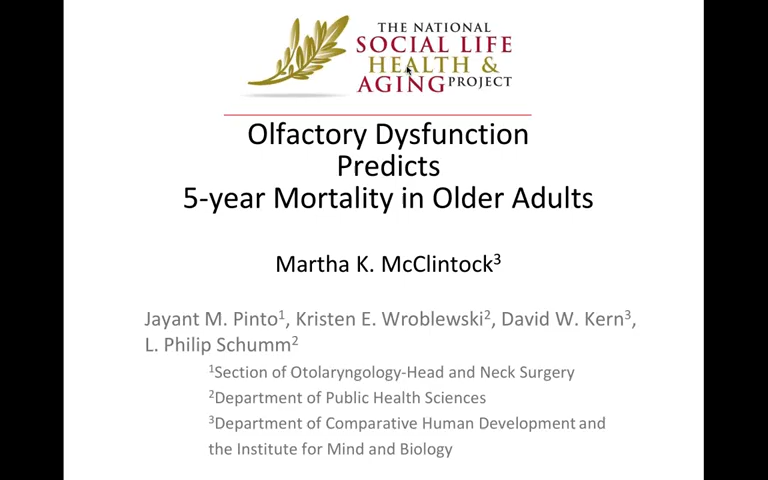 THE NATIONAL
SOCIAL LIFE
HEALTH &
AGING PROJECT
Olfactory Dysfunction
Predicts
5-year Mortality in Older Adults
Martha K. McClintock³
Jayant M. Pinto¹, Kristen E. Wroblewski², David W. Kern³,
L. Philip Schumm²
¹Section of Otolaryngology-Head and Neck Surgery
²Department of Public Health Sciences
³Department of Comparative Human Development and
the Institute for Mind and Biology